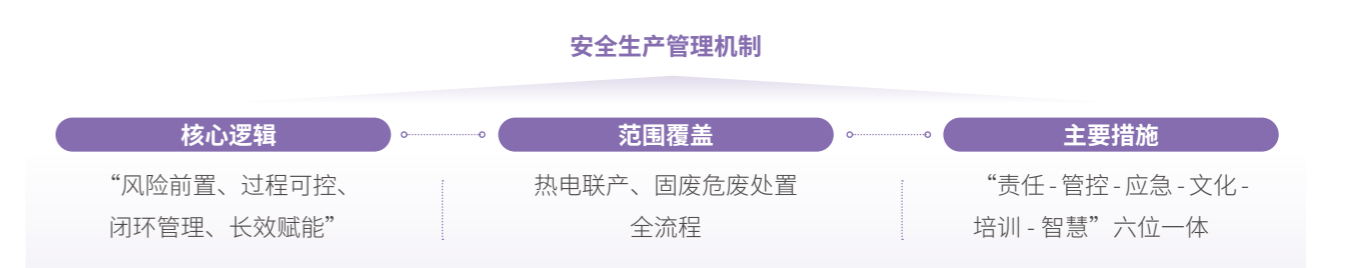 安全生产管理机制
核心逻辑
范围覆盖
主要措施
“风险前置、过程可控、
闭环管理、长效赋能”
热电联产、固废危废处置
全流程
“责任 - 管控 - 应急 - 文化 -
培训 - 智慧”六位一体